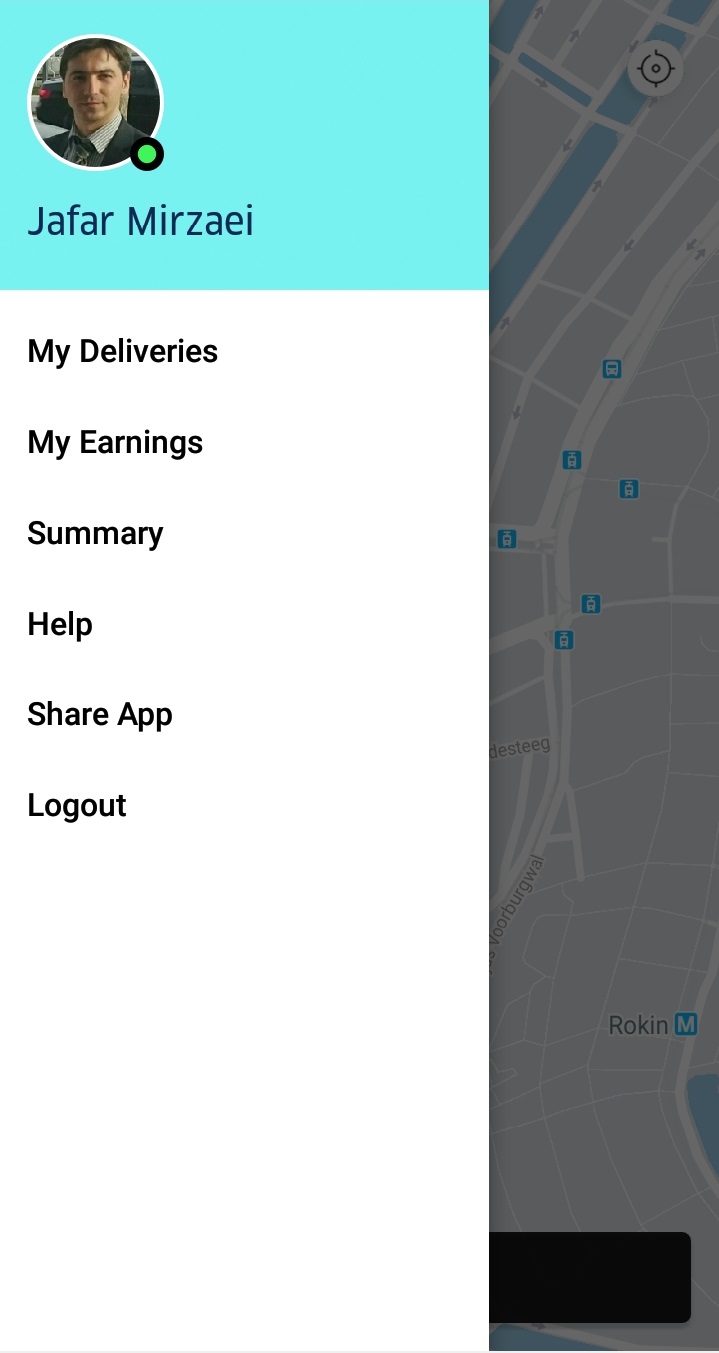 Jafar Mirzaei
My Deliveries
My Earnings
Summary
Help
Share App
Logout
desteeg
Voorburgwal
Rokin M